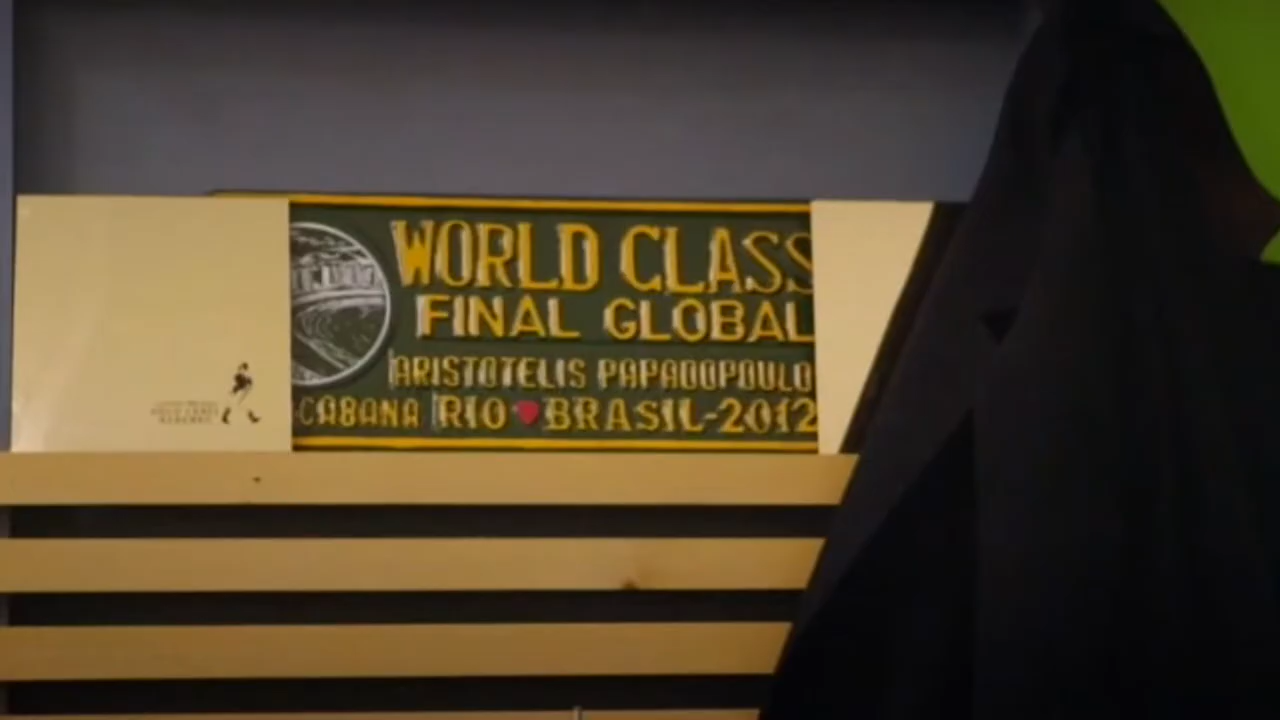 WORLD CLASS
FINAL GLOBAL
ARISTOTELIS PAPADOPOULO
CABANA RIO BRASIL-2012